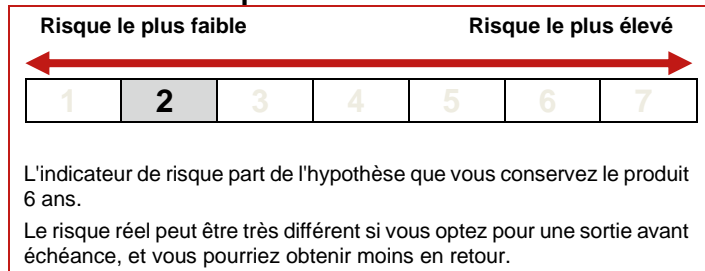 Risque le plus faible Risque le plus élevé
1 2 3 4 5 6 7
L'indicateur de risque part de l'hypothèse que vous conservez le produit
6 ans.
Le risque réel peut être très différent si vous optez pour une sortie avant
échéance, et vous pourriez obtenir moins en retour.